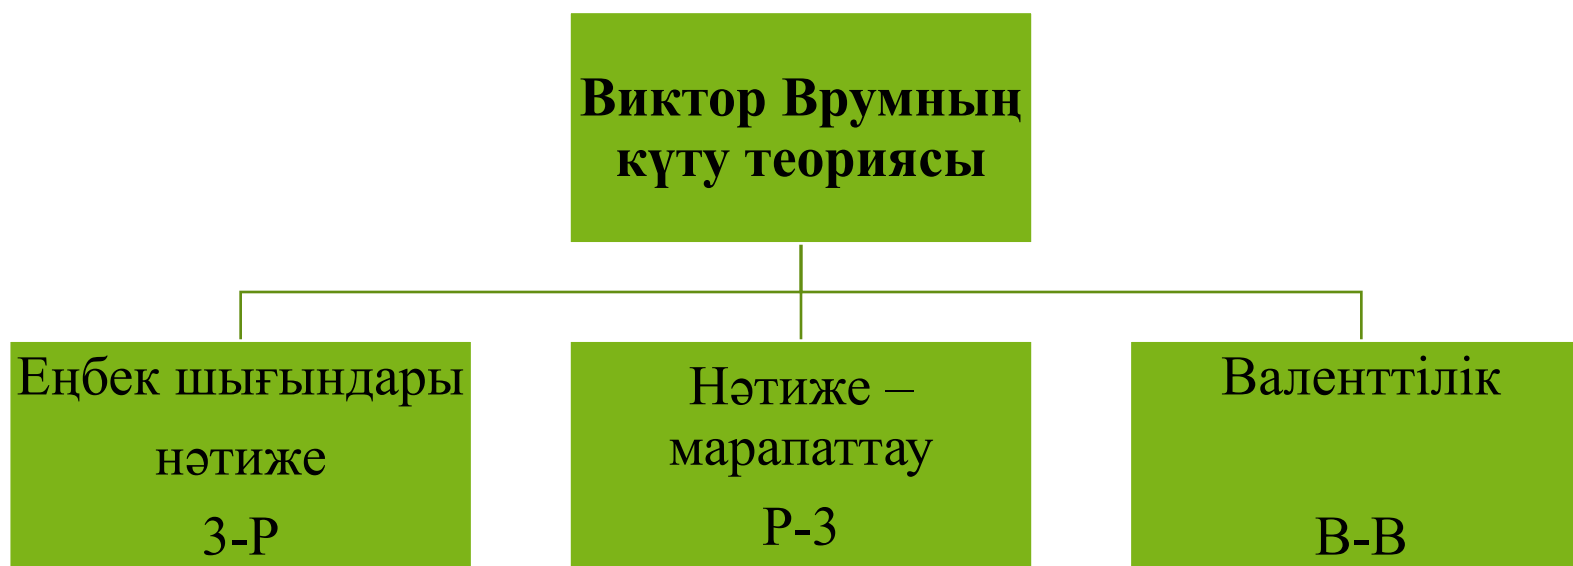 Виктор Врумның
күту теориясы
Еңбек шығындары
нәтиже
З-Р
Нәтиже –
марапаттау
Р-З
Валенттілік
В-В